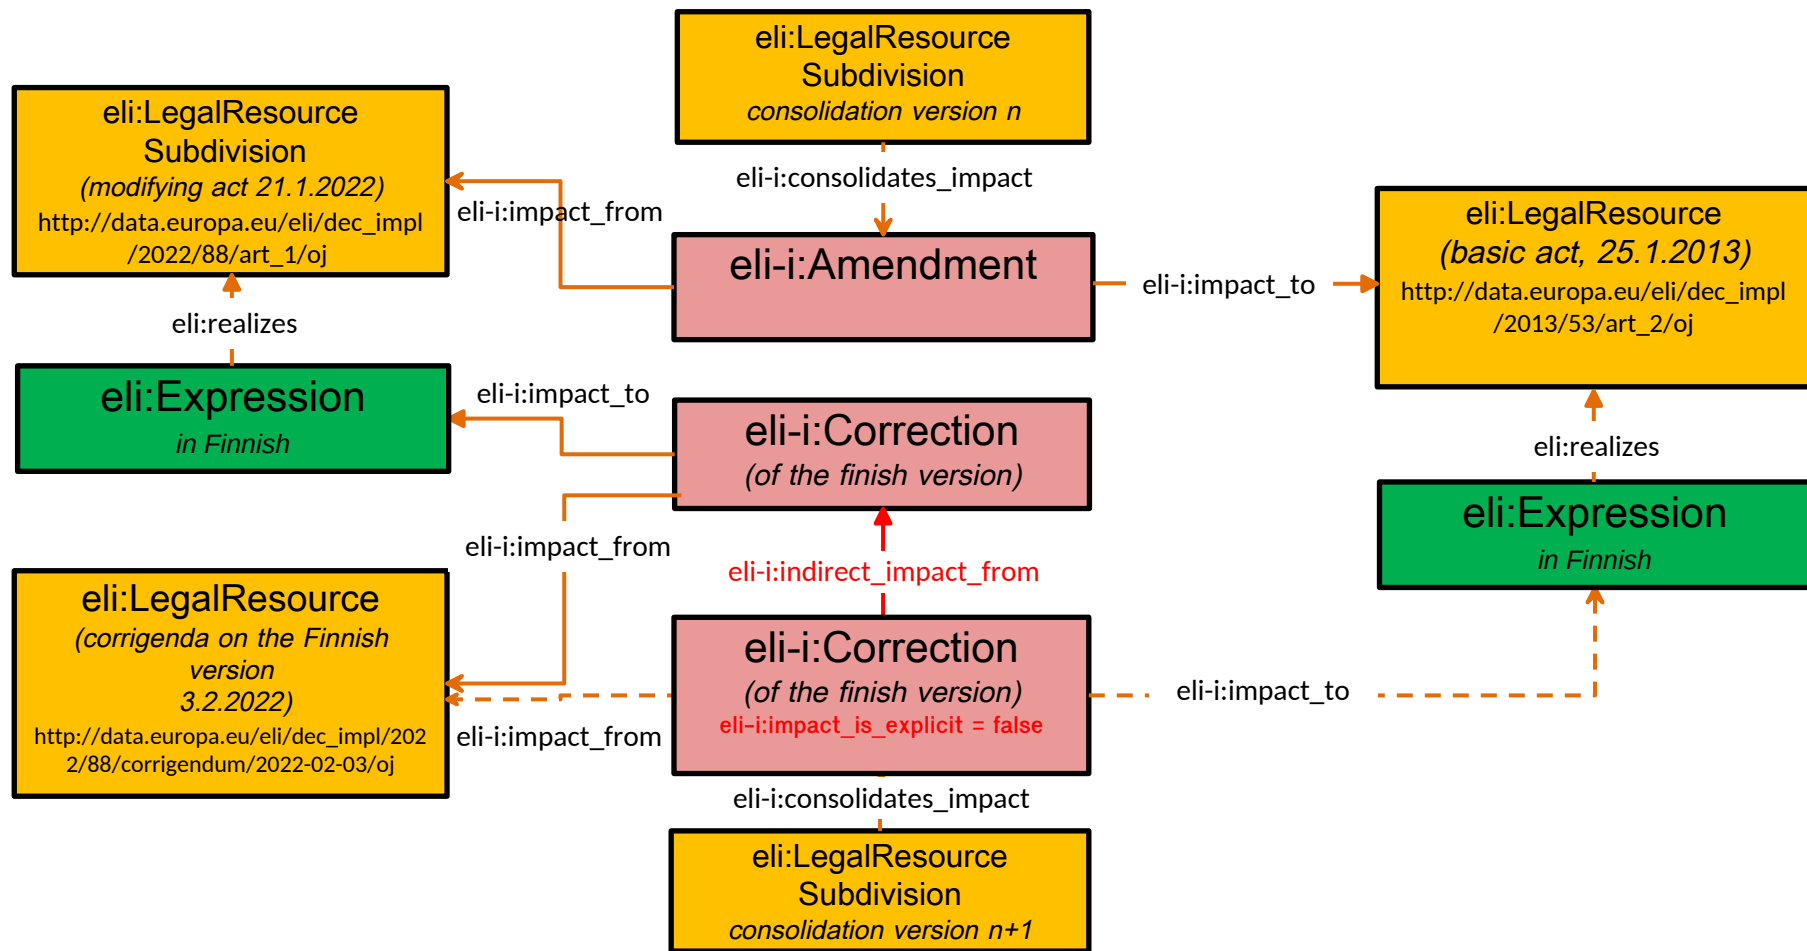 eli:LegalResource
Subdivision
consolidation version n
eli:LegalResource
Subdivision
(modifying act 21.1.2022)
http://data.europa.eu/eli/dec_impl
/2022/88/art_1/oj
eli-i:consolidates_impact
eli-i:impact_from
eli-i:Amendment
eli-i:impact_to
eli:LegalResource
(basic act, 25.1.2013)
http://data.europa.eu/eli/dec_impl
/2013/53/art_2/oj
eli:realizes
eli:Expression
in Finnish
eli-i:impact_to
eli-i:Correction
(of the finish version)
eli:realizes
eli:Expression
in Finnish
eli-i:impact_from
eli-i:indirect_impact_from
eli:LegalResource
(corrigenda on the Finnish
version
3.2.2022)
http://data.europa.eu/eli/dec_impl/202
2/88/corrigendum/2022-02-03/oj
eli-i:Correction
(of the finish version)
eli-i:impact_is_explicit = false
eli-i:impact_to
eli-i:impact_from
eli-i:consolidates_impact
eli:LegalResource
Subdivision
consolidation version n+1